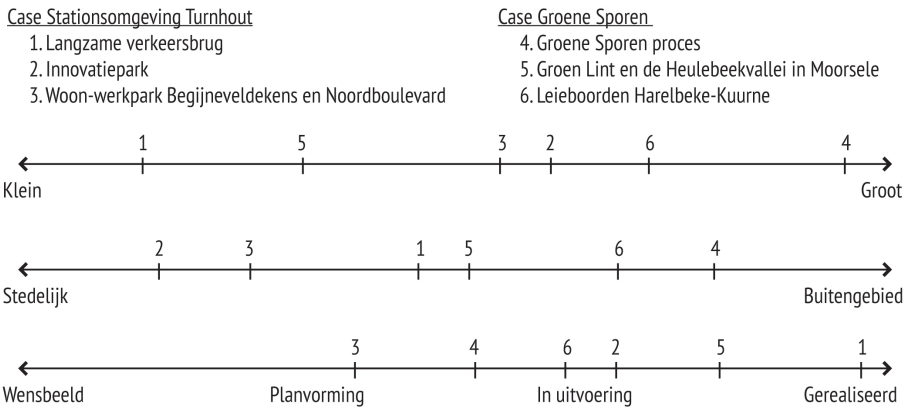 Case Stationsomgeving Turnhout
1. Langzame verkeersbrug
2. Innovatiepark
3. Woon-werkpark Begijneveldekens en Noordboulevard
Case Groene Sporen
4. Groene Sporen proces
5. Groen Lint en de Heulebeekvallei in Moorsele
6. Leieboorden Harelbeke-Kuurne
1 5 3 2 6 4
Klein Groot
2 3 1 5 6 4
Stedelijk Buitengebied
3 4 6 2 5 1
Wensbeeld Planvorming In uitvoering Gerealiseerd